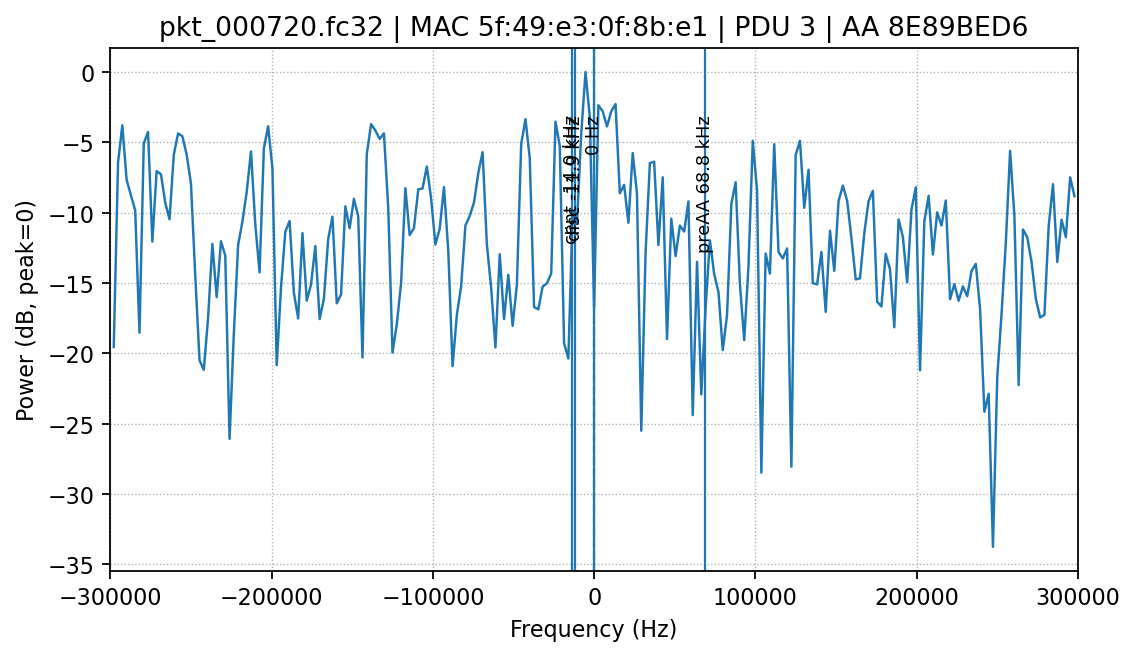 pkt_000720.fc32 | MAC 5f:49:e3:0f:8b:e1 | PDU 3 | AA 8E89BED6
Power (dB, peak=0)
0
−5
−10
−15
−20
−25
−30
−35
kHz
0 Hz
preAA 68.8 kHz
−300000
−200000
−100000
0
100000
200000
300000
Frequency (Hz)